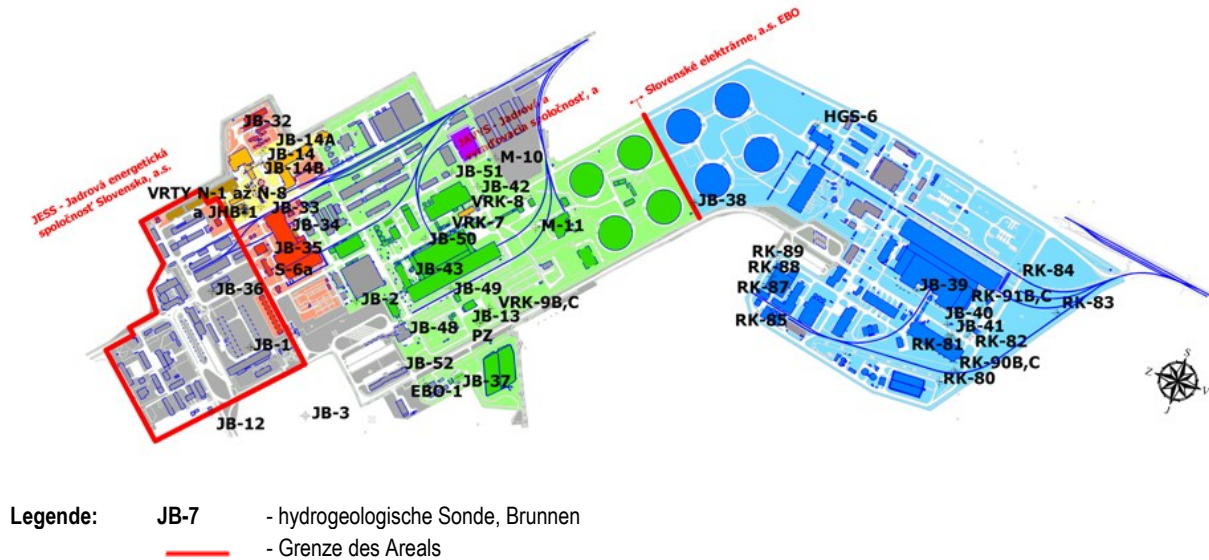 Slovenské elektrárne, a.s. EBO
HGS-6
JB-32
JB-14A
JB-14
JB-14B
JESS - Jadrová energetická
spoločnosť Slovenska, a.s.
VRTY N-1 až N-8
a JHB-1
JB-33
JB-34
JB-35
S-6a
JB-36
M-10
JB-51
JB-42
VRK-8
VRK-7
JB-50
M-11
JB-38
JB-43
JB-49
JB-2
VRK-9B,C
JB-13
PZ
JB-48
JB-1
JB-52
JB-37
EBO-1
JB-3
JB-12
RK-89
RK-88
RK-87
RK-85
RK-84
JB-39
RK-91B,C
RK-83
JB-40
JB-41
RK-81
RK-82
RK-90B,C
RK-80
S
Z
V
J
Legende: JB-7 - hydrogeologische Sonde, Brunnen
- Grenze des Areals